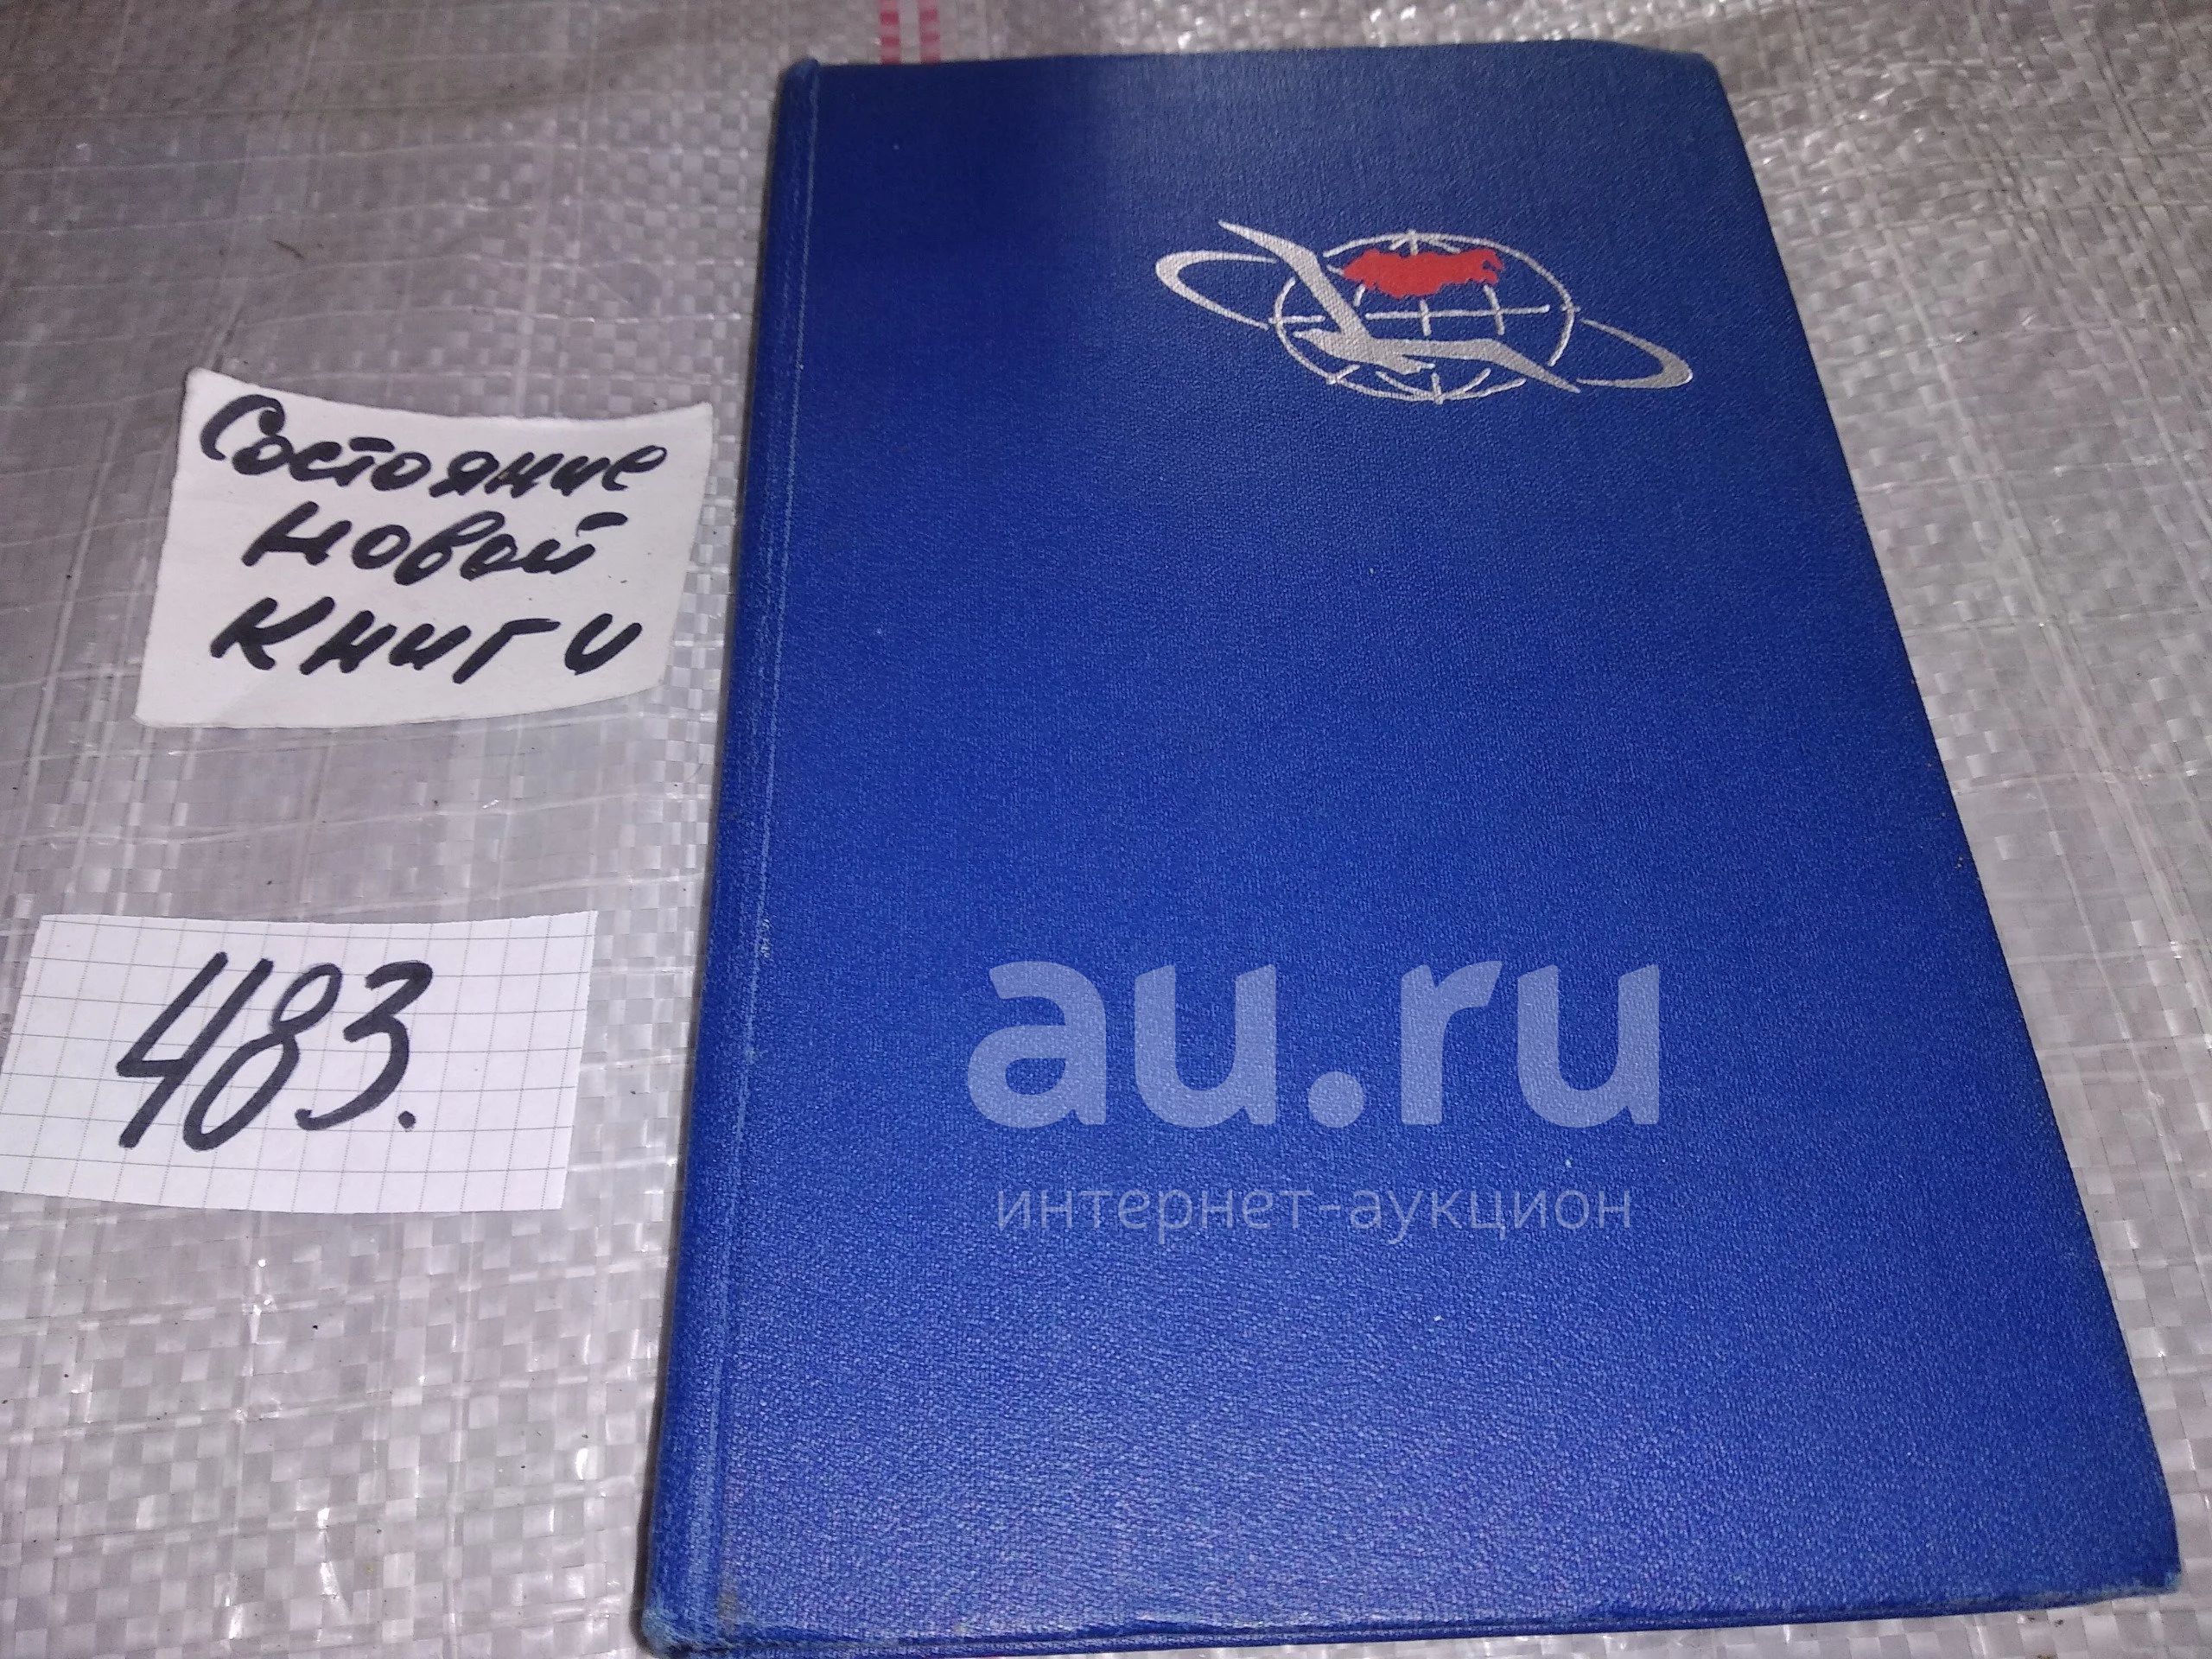 Состояние
новой
книги
483.
au.ru
интернет-аукцион